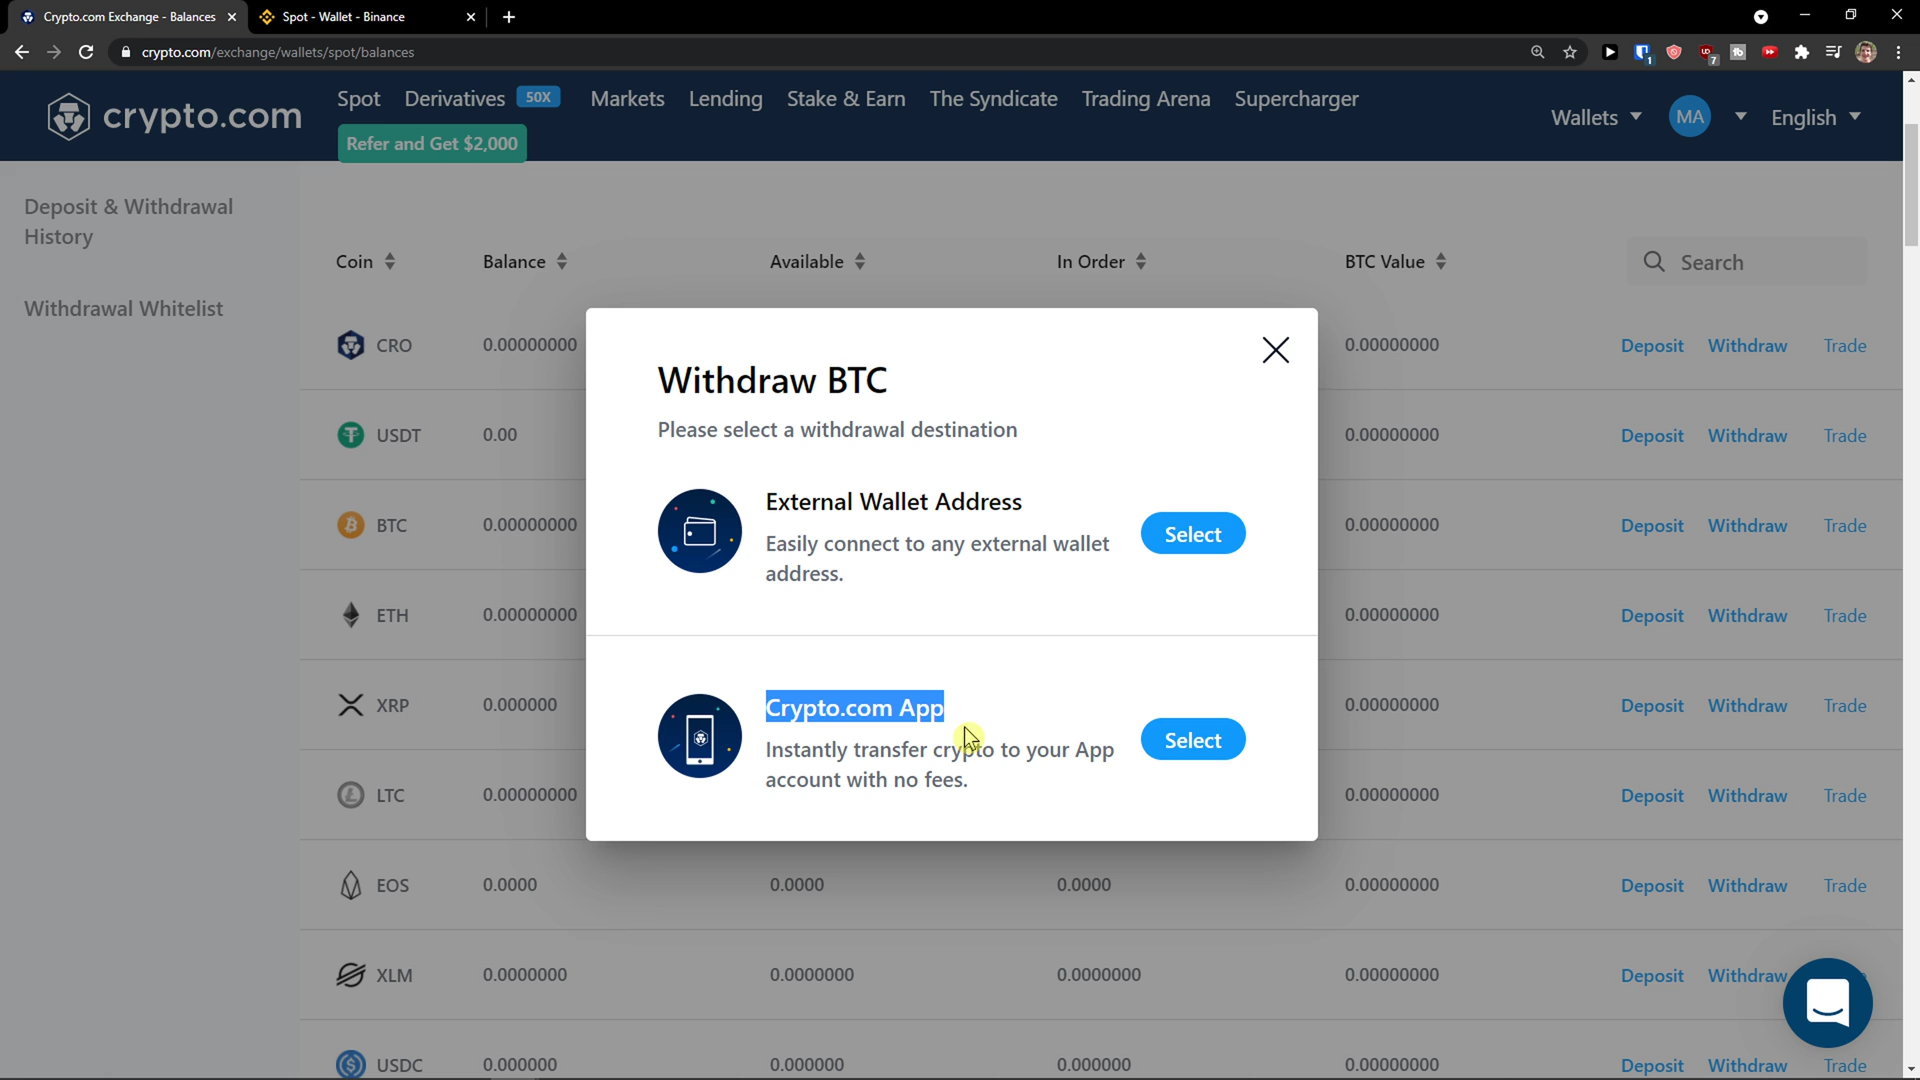 Crypto.com Exchange - Balances
Spot - Wallet - Binance
crypto.com/exchange/wallets/spot/balances
1
7
crypto.com
Spot Derivatives 50X Markets Lending Stake & Earn The Syndicate Trading Arena Supercharger
Refer and Get $2,000
Wallets MA English
Deposit & Withdrawal
History
Withdrawal Whitelist
Coin Balance Available In Order BTC Value Search
CRO 0.00000000 0.00000000 Deposit Withdraw Trade
USDT 0.00 0.00000000 Deposit Withdraw Trade
BTC 0.00000000 0.00000000 Deposit Withdraw Trade
ETH 0.00000000 0.00000000 Deposit Withdraw Trade
XRP 0.000000 0.00000000 Deposit Withdraw Trade
LTC 0.00000000 0.00000000 Deposit Withdraw Trade
EOS 0.0000 0.0000 0.0000 0.00000000 Deposit Withdraw Trade
XLM 0.0000000 0.0000000 0.0000000 0.00000000 Deposit Withdraw
USDC 0.000000 0.000000 0.000000 0.00000000 Deposit Withdraw Trade
Withdraw BTC
Please select a withdrawal destination
External Wallet Address
Easily connect to any external wallet
address.
Select
Crypto.com App
Instantly transfer crypto to your App
account with no fees.
Select